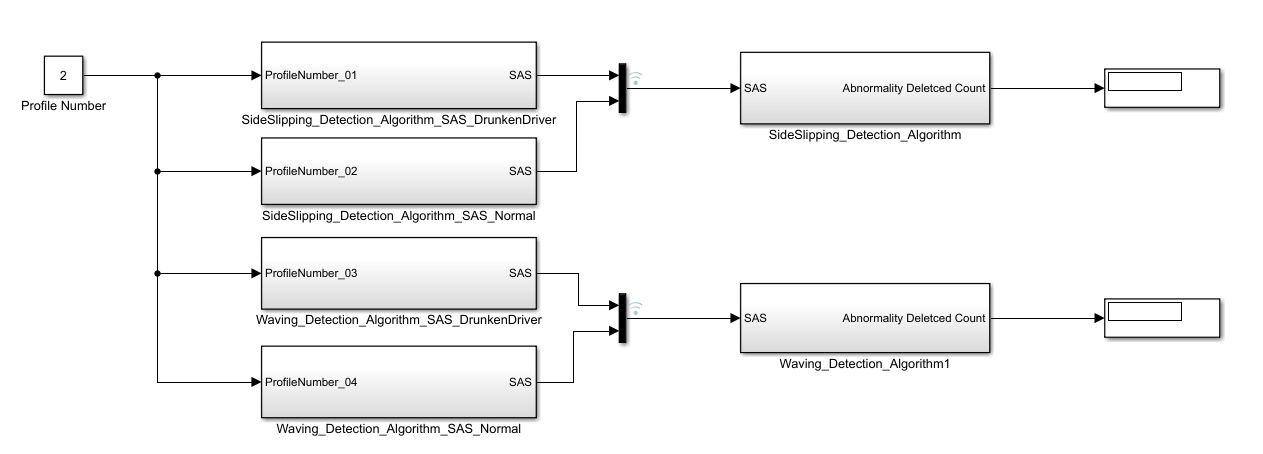 2
Profile Number
ProfileNumber_01
SAS
SideSlipping_Detection_Algorithm_SAS_DrunkenDriver
ProfileNumber_02
SAS
SideSlipping_Detection_Algorithm_SAS_Normal
ProfileNumber_03
SAS
Waving_Detection_Algorithm_SAS_DrunkenDriver
ProfileNumber_04
SAS
Waving_Detection_Algorithm_SAS_Normal
SAS
Abnormality Deletced Count
SideSlipping_Detection_Algorithm
SAS
Abnormality Deletced Count
Waving_Detection_Algorithm1